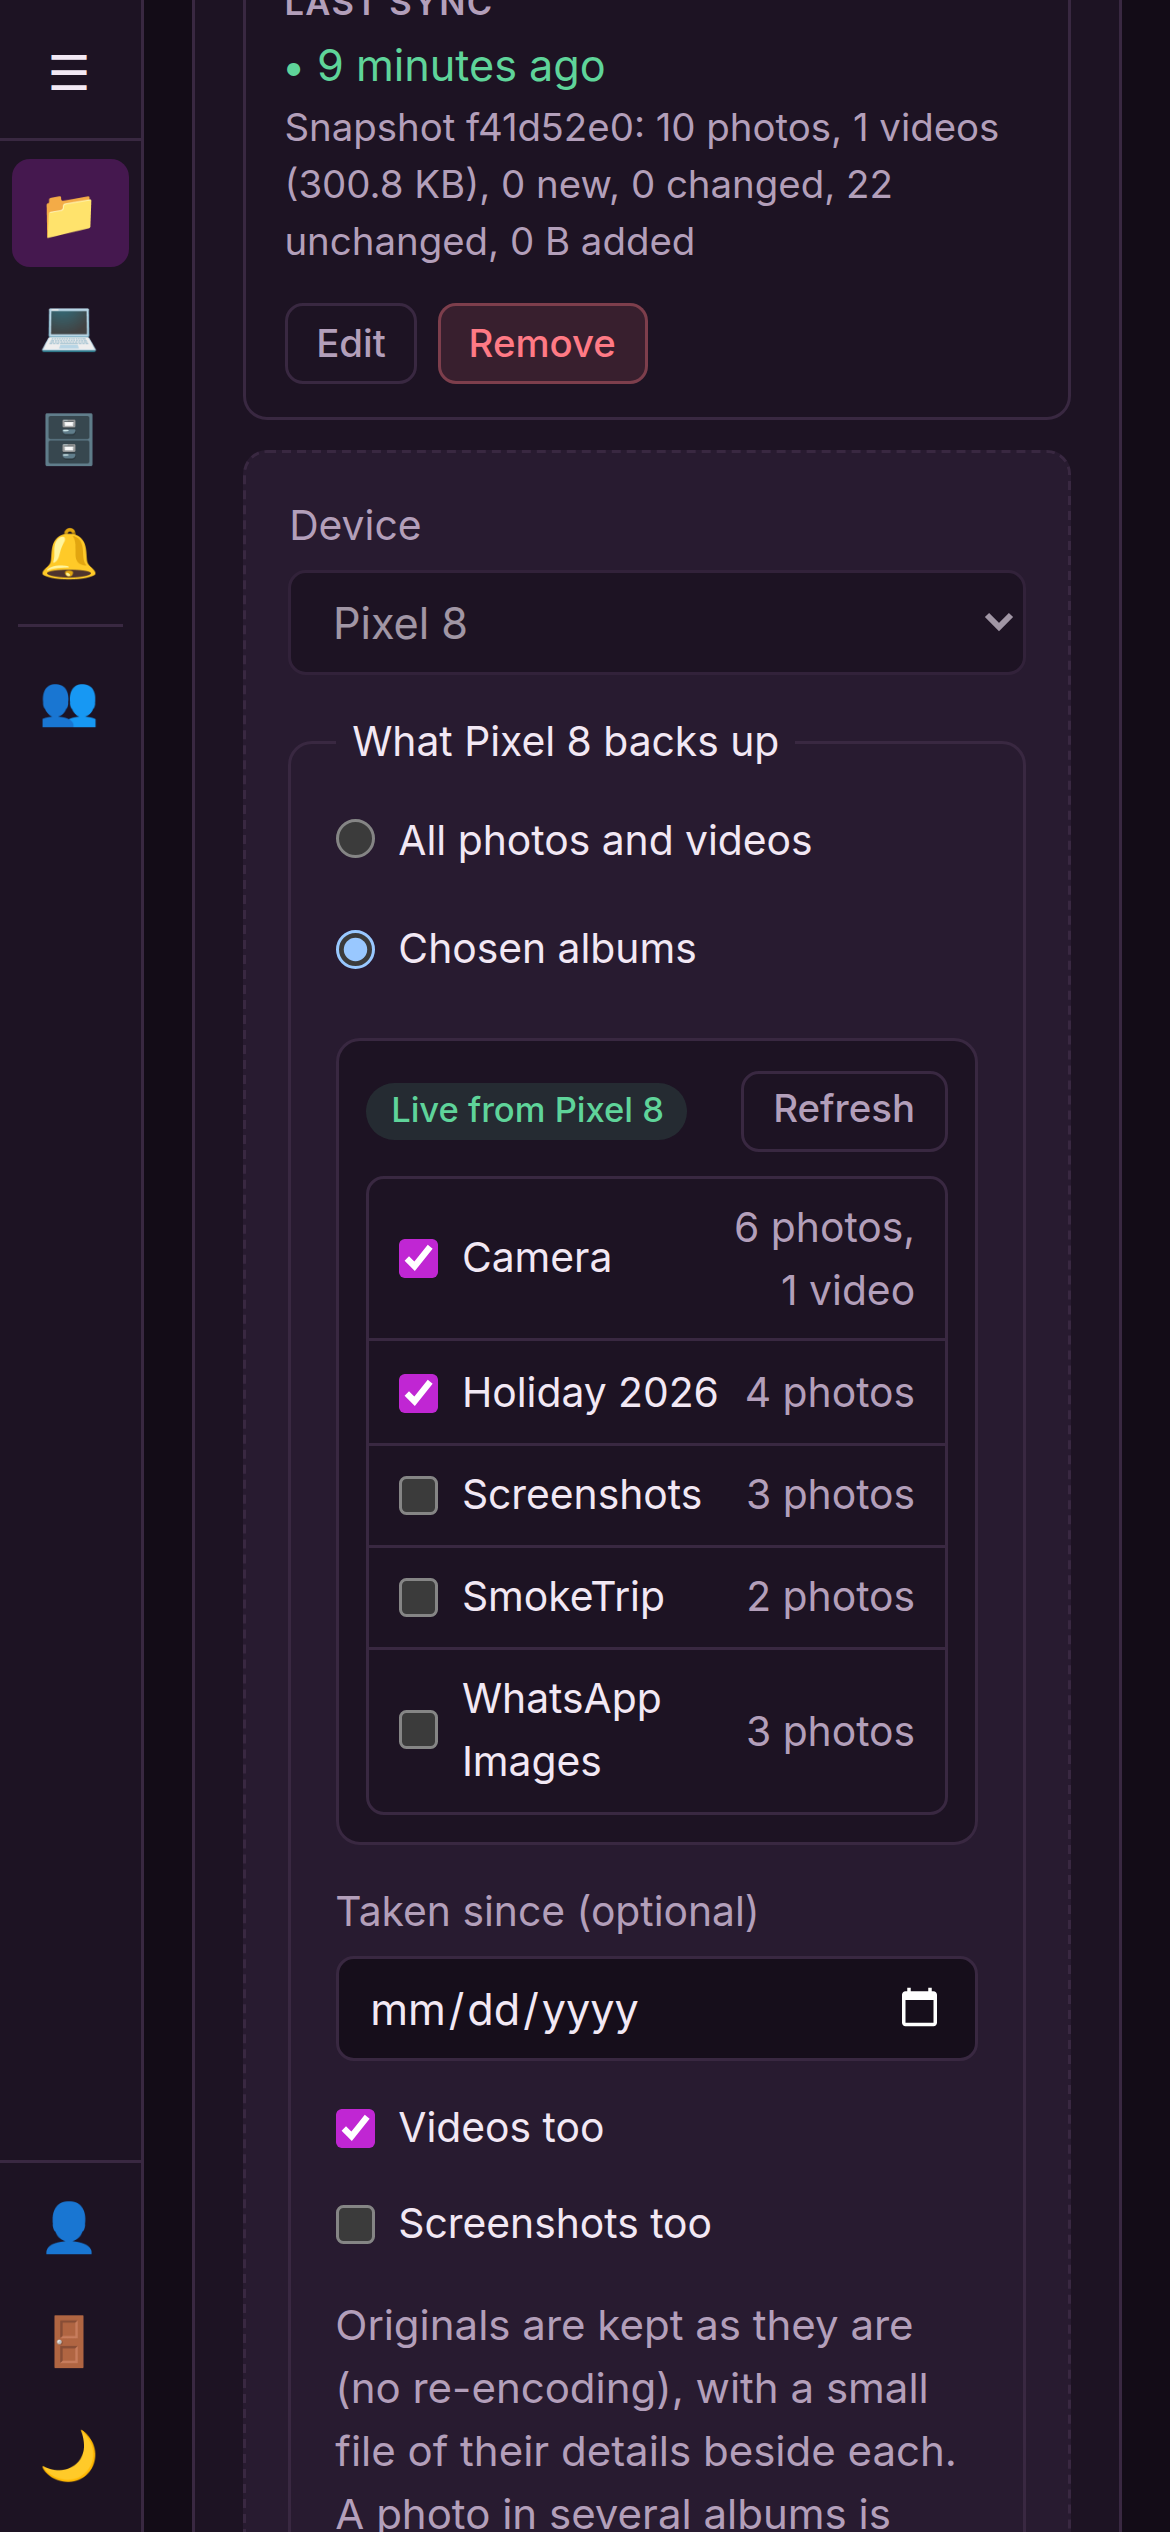 LAST SYNC
• 9 minutes ago
Snapshot f41d52e0: 10 photos, 1 videos
(300.8 KB), 0 new, 0 changed, 22
unchanged, 0 B added
Edit
Remove
Device
Pixel 8
What Pixel 8 backs up
All photos and videos
Chosen albums
Live from Pixel 8
Refresh
Camera
6 photos,
1 video
Holiday 2026
4 photos
Screenshots
3 photos
SmokeTrip
2 photos
WhatsApp
Images
3 photos
Taken since (optional)
mm/dd/yyyy
Videos too
Screenshots too
Originals are kept as they are
(no re-encoding), with a small
file of their details beside each.
A photo in several albums is